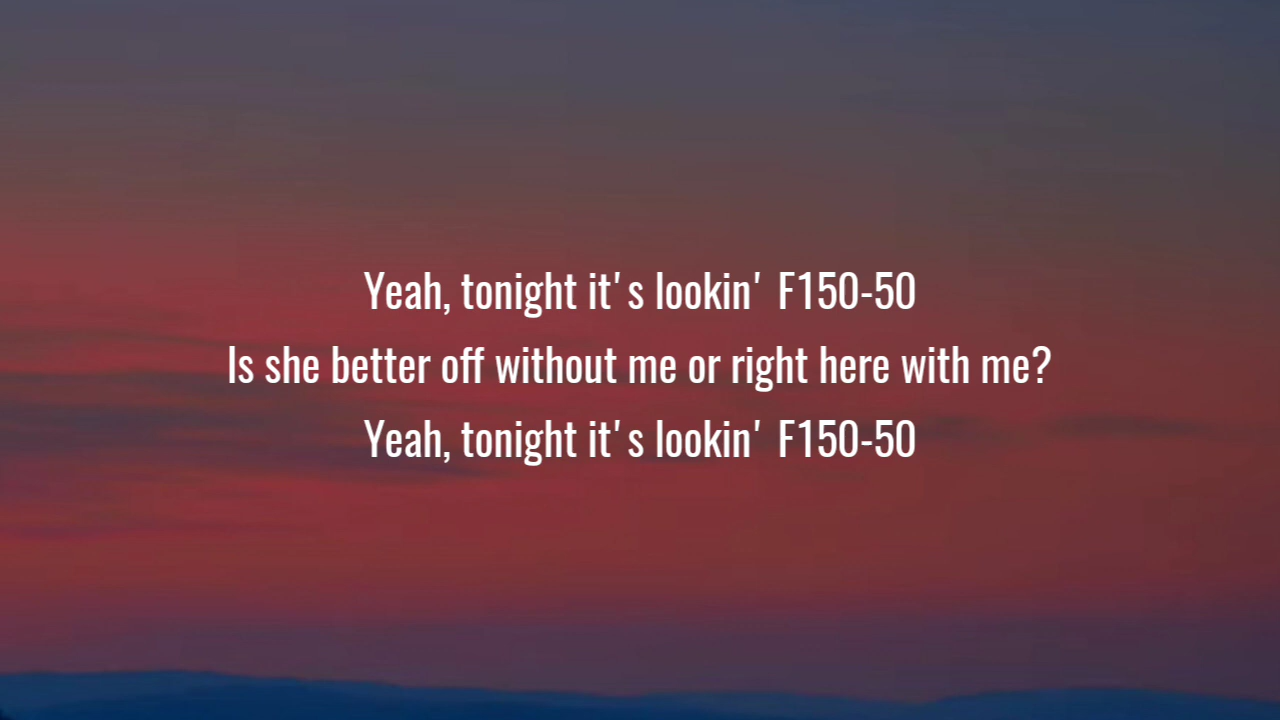 Yeah, tonight it's lookin' F150-50
Is she better off without me or right here with me?
Yeah, tonight it's lookin' F150-50